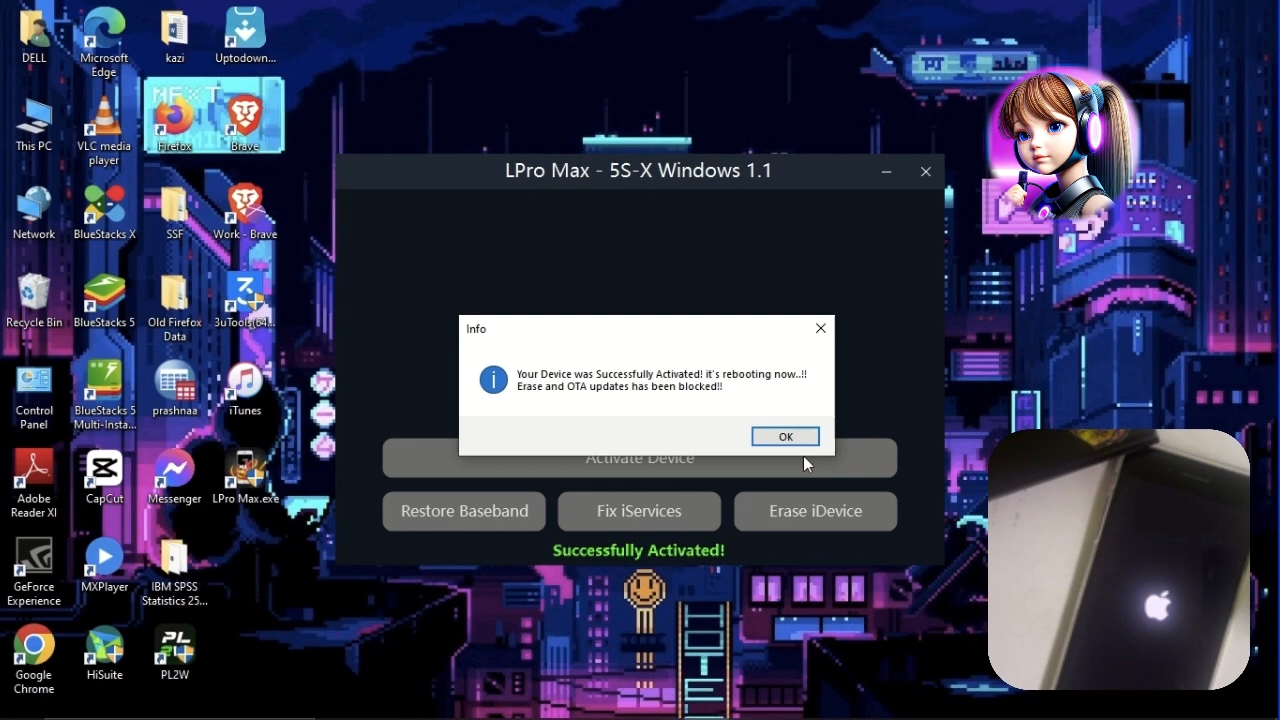 DELL
Microsoft
Edge
kazi
Uptodown...
NEXT
This PC
VLC media
player
Firefox
Brave
LPro Max - 5S-X Windows 1.1
Network
BlueStacks X
SSF
Work - Brave
Recycle Bin
BlueStacks 5
Old Firefox
Data
3uTools(64...
Info
Your Device was Successfully Activated! it's rebooting now..!!
Erase and OTA updates has been blocked!!
OK
Control
Panel
BlueStacks 5
Multi-Insta...
prashnaa
iTunes
Activate Device
Adobe
Reader XI
CapCut
Messenger
LPro Max.exe
Restore Baseband
Fix iServices
Erase iDevice
Successfully Activated!
GeForce
Experience
MXPlayer
IBM SPSS
Statistics 25...
HOTE
PL
2W
Google
Chrome
HiSuite
PL2W